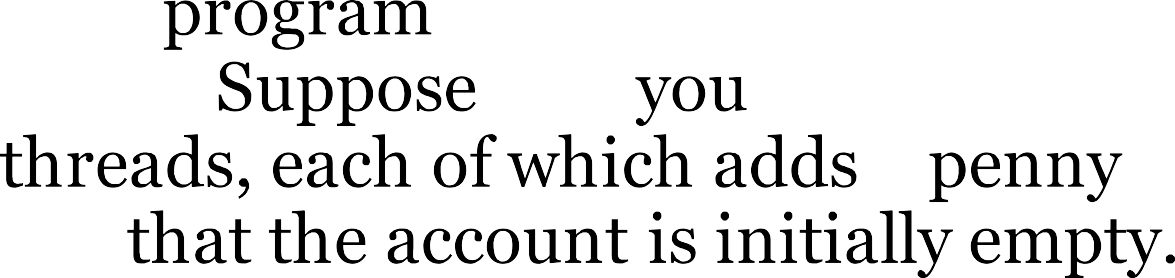 program
Suppose you
threads, each of which adds penny
that the account is initially empty.